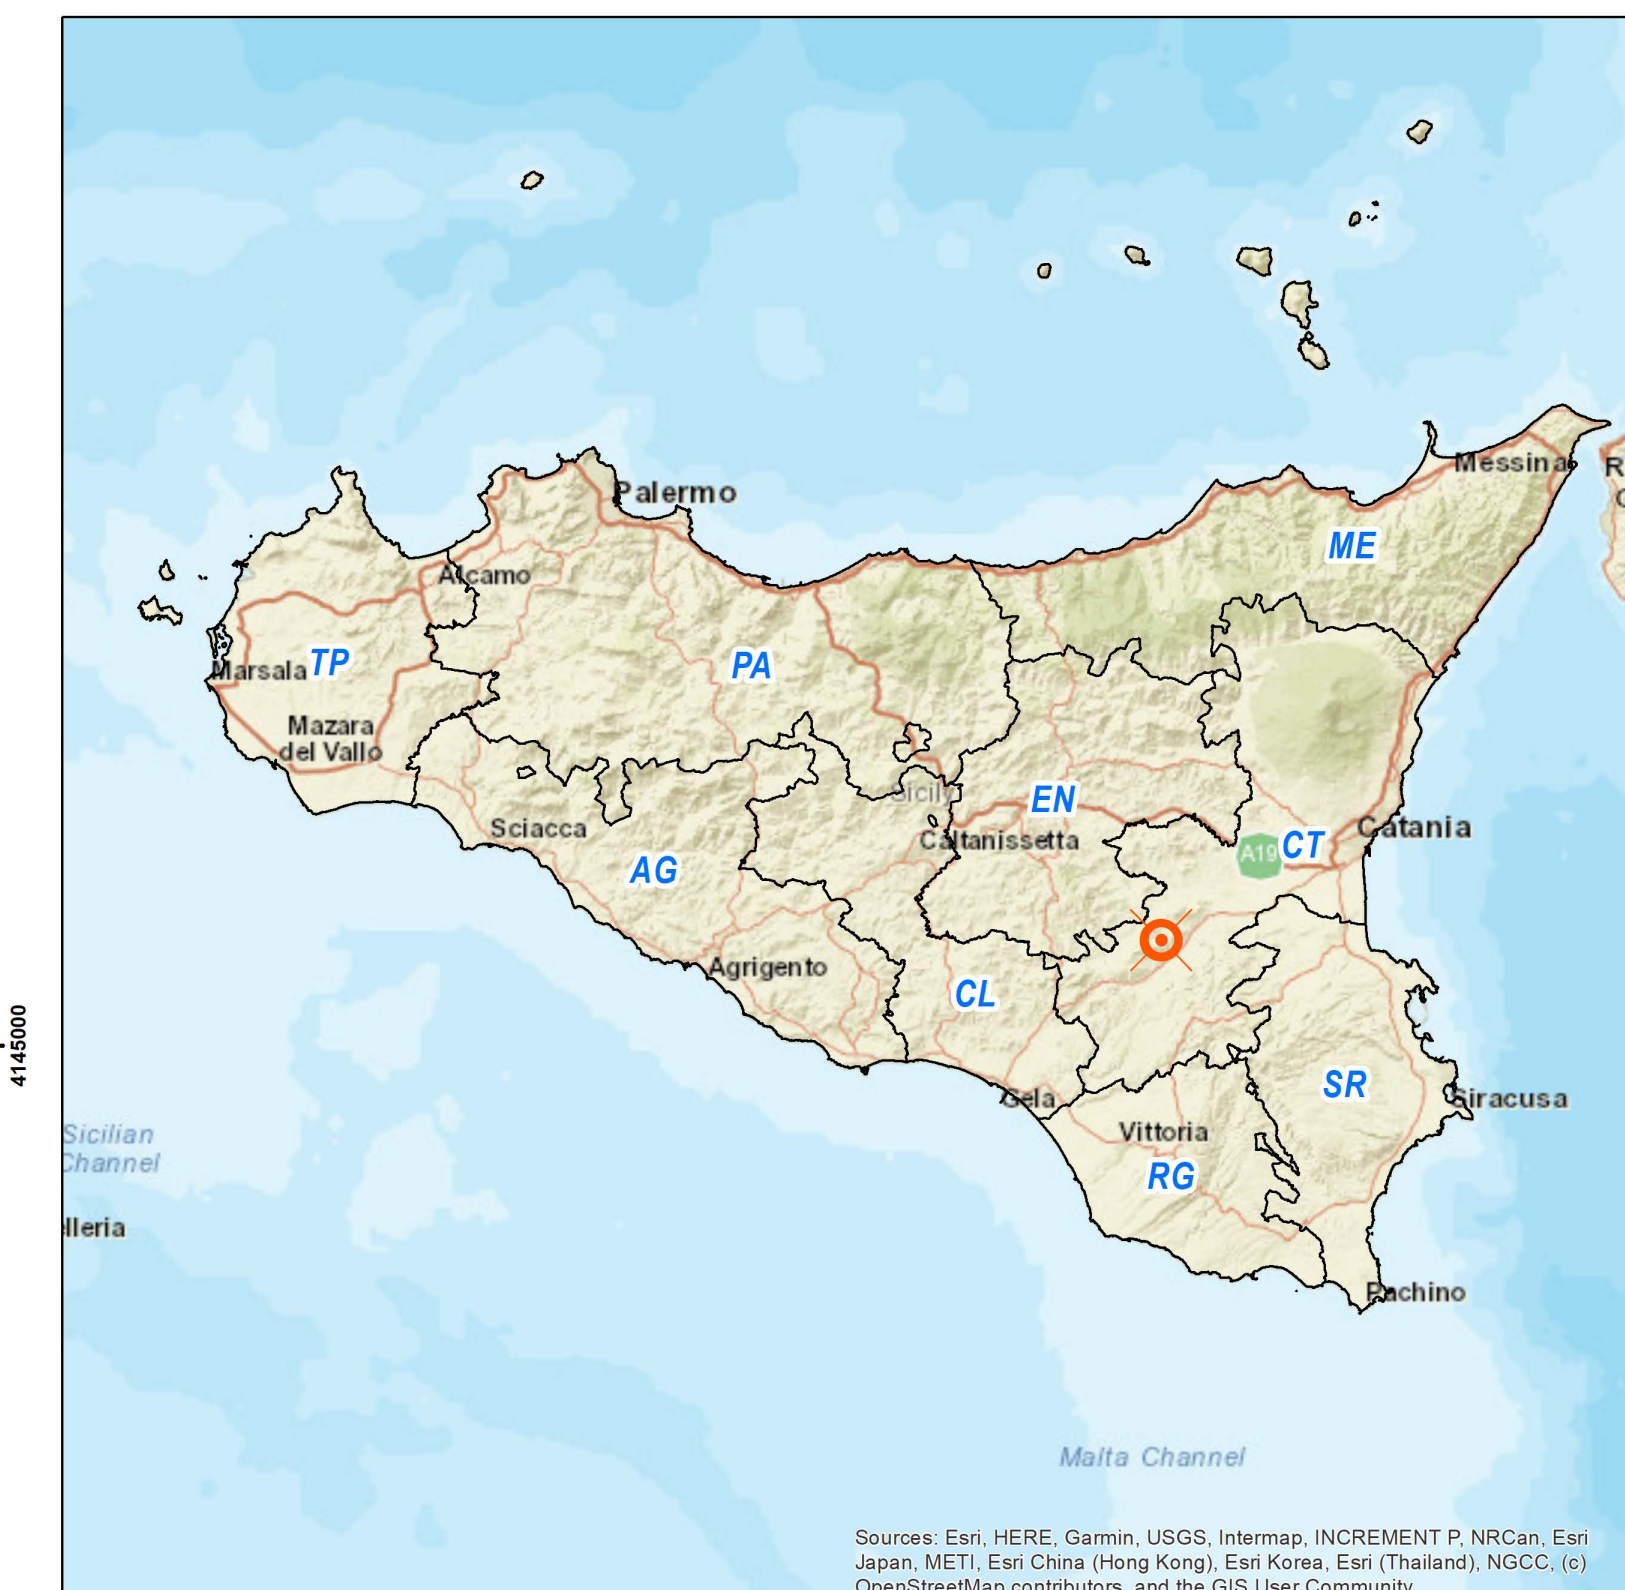 Palermo
Messina
R
ME
Alcamo
PA
TP
Marsala
Mazara
del Vallo
Sicily
EN
Sciacca
Caltanissetta
A19
CT
Catania
AG
Agrigento
CL
4145000
SR
Gela
Siracusa
Sicilian
Channel
Vittoria
RG
lleria
Pachino
Malta Channel
Sources: Esri, HERE, Garmin, USGS, Intermap, INCREMENT P, NRCan, Esri
Japan, METI, Esri China (Hong Kong), Esri Korea, Esri (Thailand), NGCC, (c)
OpenStreetMap contributors, and the GIS User Community